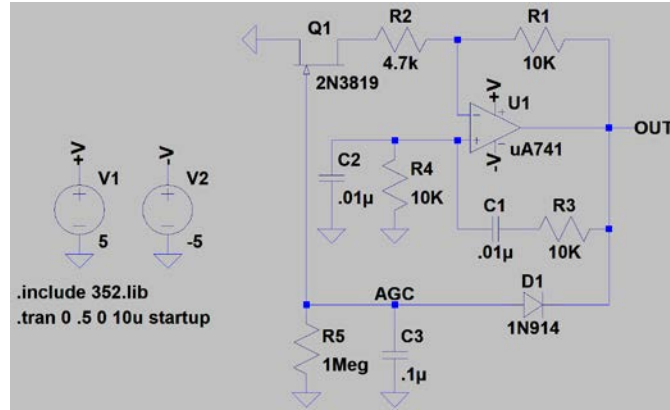 Q1
R2
R1
4.7k
10K
2N3819
+V
U1
OUT
uA741
-V
+V
-V
V1
V2
5
-5
C2
.01µ
R4
10K
C1
.01µ
R3
10K
.include 352.lib
.tran 0 .5 0 10u startup
AGC
D1
1N914
R5
1Meg
C3
.1µ